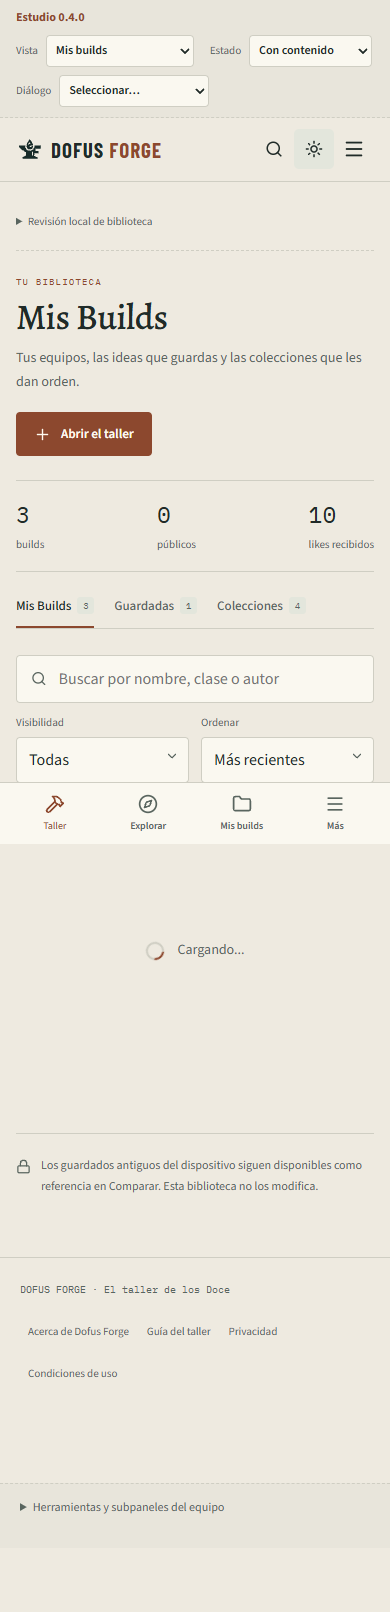 Estudio 0.4.0
Vista Mis builds Estado Con contenido
Diálogo Seleccionar...
DOFUS FORGE
Revisión local de biblioteca
TU BIBLIOTECA
Mis Builds
Tus equipos, las ideas que guardas y las colecciones que les
dan orden.
Abrir el taller
3 0 10
builds públicos likes recibidos
Mis Builds 3 Guardadas 1 Colecciones 4
Buscar por nombre, clase o autor
Visibilidad Ordenar
Todas Más recientes
Taller Explorar Mis builds Más
Cargando...
Los guardados antiguos del dispositivo siguen disponibles como
referencia en Comparar. Esta biblioteca no los modifica.
DOFUS FORGE · El taller de los Doce
Acerca de Dofus Forge Guía del taller Privacidad
Condiciones de uso
Herramientas y subpaneles del equipo